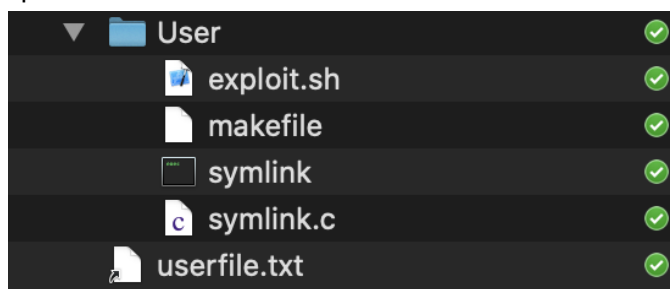 User
exploit.sh
makefile
symlink
c symlink.c
userfile.txt